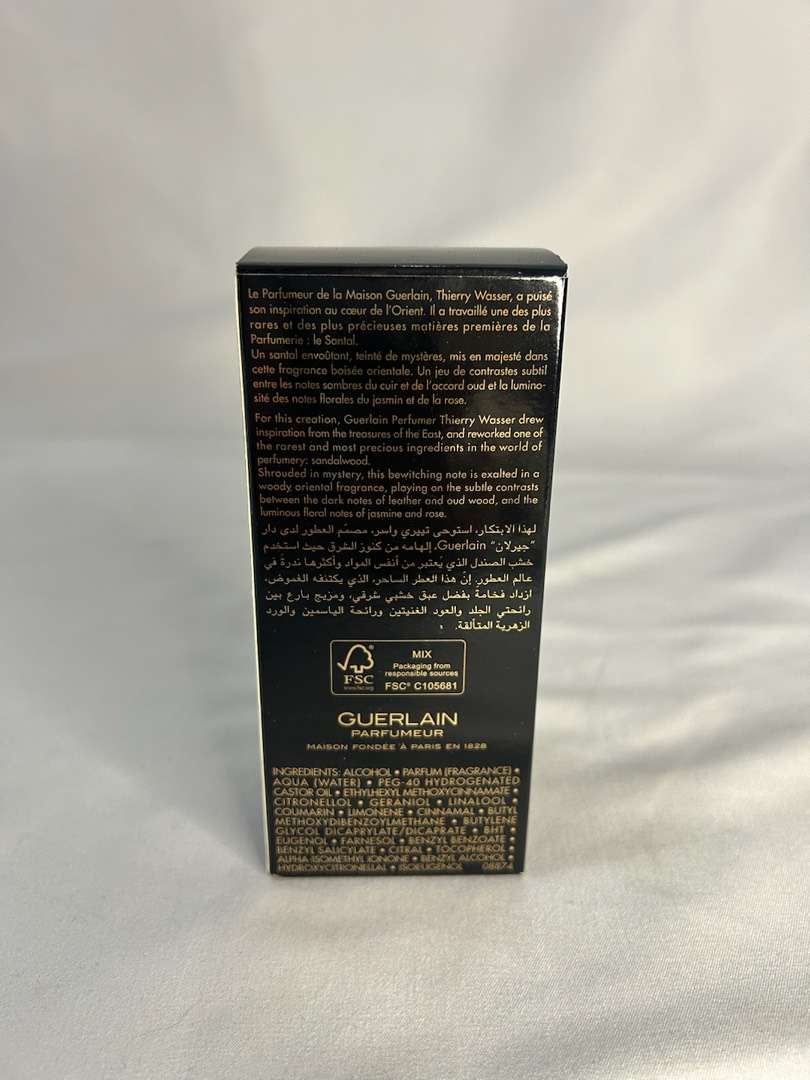 Le Parfumeur de la Maison Guerlain, Thierry Wasser, a puisé
son inspiration au cœur de l'Orient. Il a travaillé une des plus
rares et des plus précieuses matières premières de la
Parfumerie : le Santal.
Un santal envoûtant, teinté de mystères, mis en majesté dans
cette fragrance boisée orientale. Un jeu de contrastes subtil
entre les notes sombres du cuir et de l'accord oud et la lumino-
sité des notes florales du jasmin et de la rose.
For this creation, Guerlain Perfumer Thierry Wasser drew
inspiration from the treasures of the East, and reworked one of
the rarest and most precious ingredients in the world of
perfumery: sandalwood.
Shrouded in mystery, this bewitching note is exalted in a
woody, oriental fragrance, playing on the subtle contrasts
between the dark notes of leather and oud wood, and the
luminous floral notes of jasmine and rose.
لهذا الابتكار، استوحى تييري واسر، مصمّم العطور لدى دار
"جيرلان" Guerlain، إلهامه من كنوز الشرق حيث استخدم
خشب الصندل الذي يُعتبر من أنفس المواد وأكثرها ندرةً في
عالم العطور. إنّ هذا العطر الساحر، الذي يكتنفه الغموض،
ازداد فخامةً بفضل عبق خشبي شرقي، ومزيج بارع بين
رائحتي الجلد والعود الغنيتين ورائحة الياسمين والورد
الزهرية المتألقة.
FSC
www.fsc.org
MIX
Packaging from
responsible sources
FSC® C105681
GUERLAIN
PARFUMEUR
MAISON FONDÉE À PARIS EN 1828
INGREDIENTS: ALCOHOL • PARFUM (FRAGRANCE) •
AQUA (WATER) • PEG-40 HYDROGENATED
CASTOR OIL • ETHYLHEXYL METHOXYCINNAMATE •
CITRONELLOL • GERANIOL • LINALOOL •
COUMARIN • LIMONENE • CINNAMAL • BUTYL
METHOXYDIBENZOYLMETHANE • BUTYLENE
GLYCOL DICAPRYLATE/DICAPRATE • BHT •
EUGENOL • FARNESOL • BENZYL BENZOATE •
BENZYL SALICYLATE • CITRAL • TOCOPHEROL •
ALPHA-ISOMETHYL IONONE • BENZYL ALCOHOL •
HYDROXYCITRONELLAL • ISOEUGENOL 08874